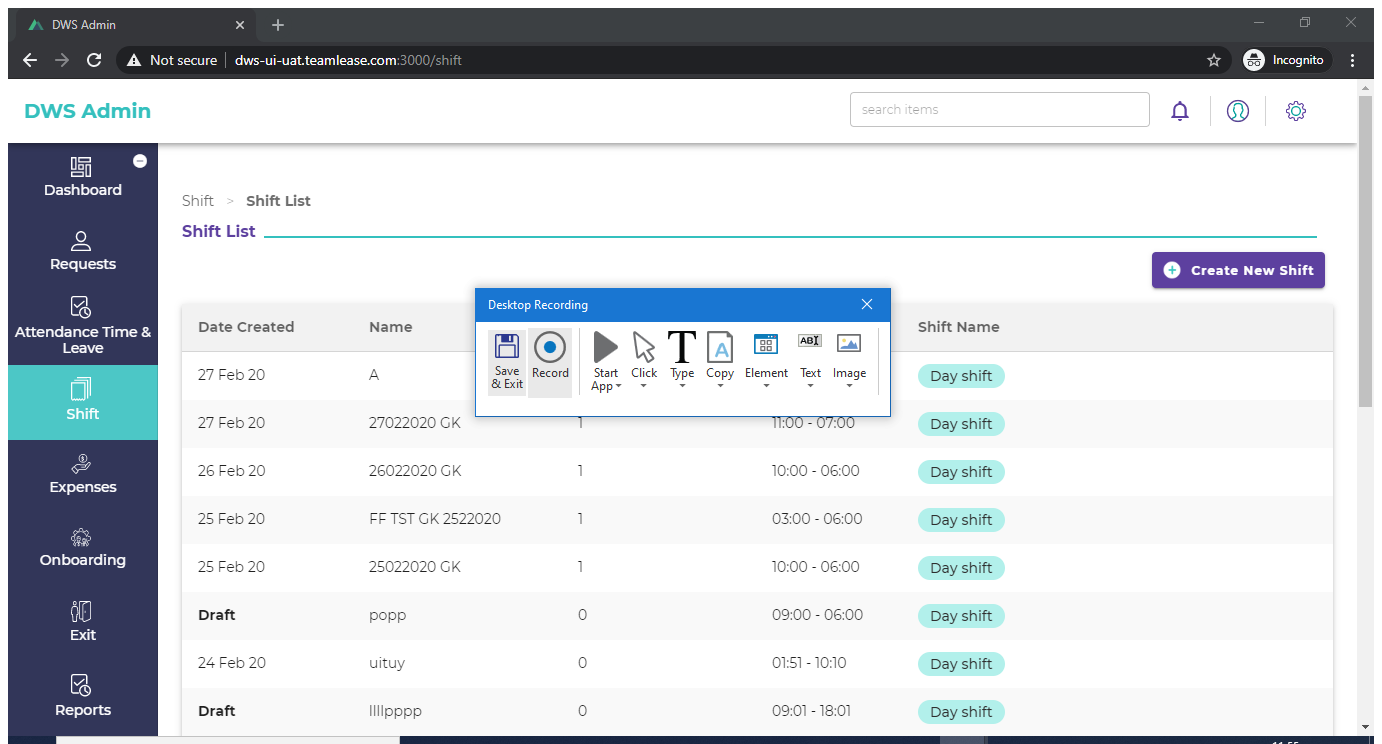 DWS Admin
Not secure dws-ui-uat.teamlease.com:3000/shift Incognito
DWS Admin
search items
Dashboard
Requests
Attendance Time &
Leave
Shift
Expenses
Onboarding
Exit
Reports
Shift > Shift List
Shift List
Create New Shift
Desktop Recording
Save
& Exit
Record
Start
App
Click
Type
Copy
Element
Text
Image
Date Created Name Shift Name
27 Feb 20 A Day shift
27 Feb 20 27022020 GK 1 11:00 - 07:00 Day shift
26 Feb 20 26022020 GK 1 10:00 - 06:00 Day shift
25 Feb 20 FF TST GK 2522020 1 03:00 - 06:00 Day shift
25 Feb 20 25022020 GK 1 10:00 - 06:00 Day shift
Draft popp 0 09:00 - 06:00 Day shift
24 Feb 20 uituy 0 01:51 - 10:10 Day shift
Draft llllpppp 0 09:01 - 18:01 Day shift